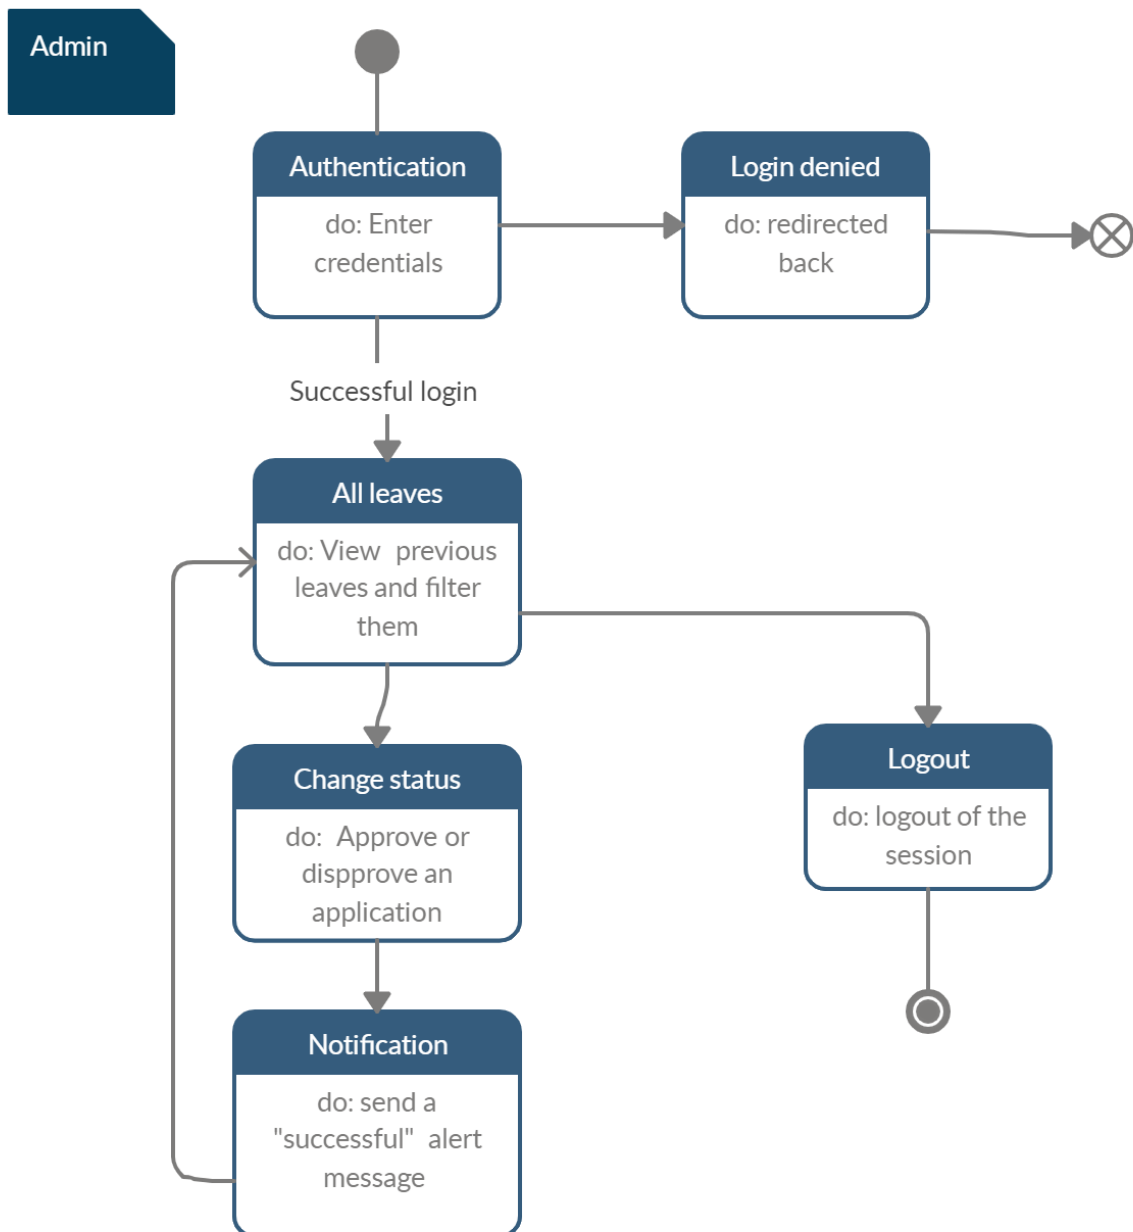 Admin
Authentication
do: Enter
credentials
Login denied
do: redirected
back
Successful login
All leaves
do: View  previous
leaves and filter
them
Change status
do:  Approve or
dispprove an
application
Logout
do: logout of the
session
Notification
do: send a
"successful"  alert
message